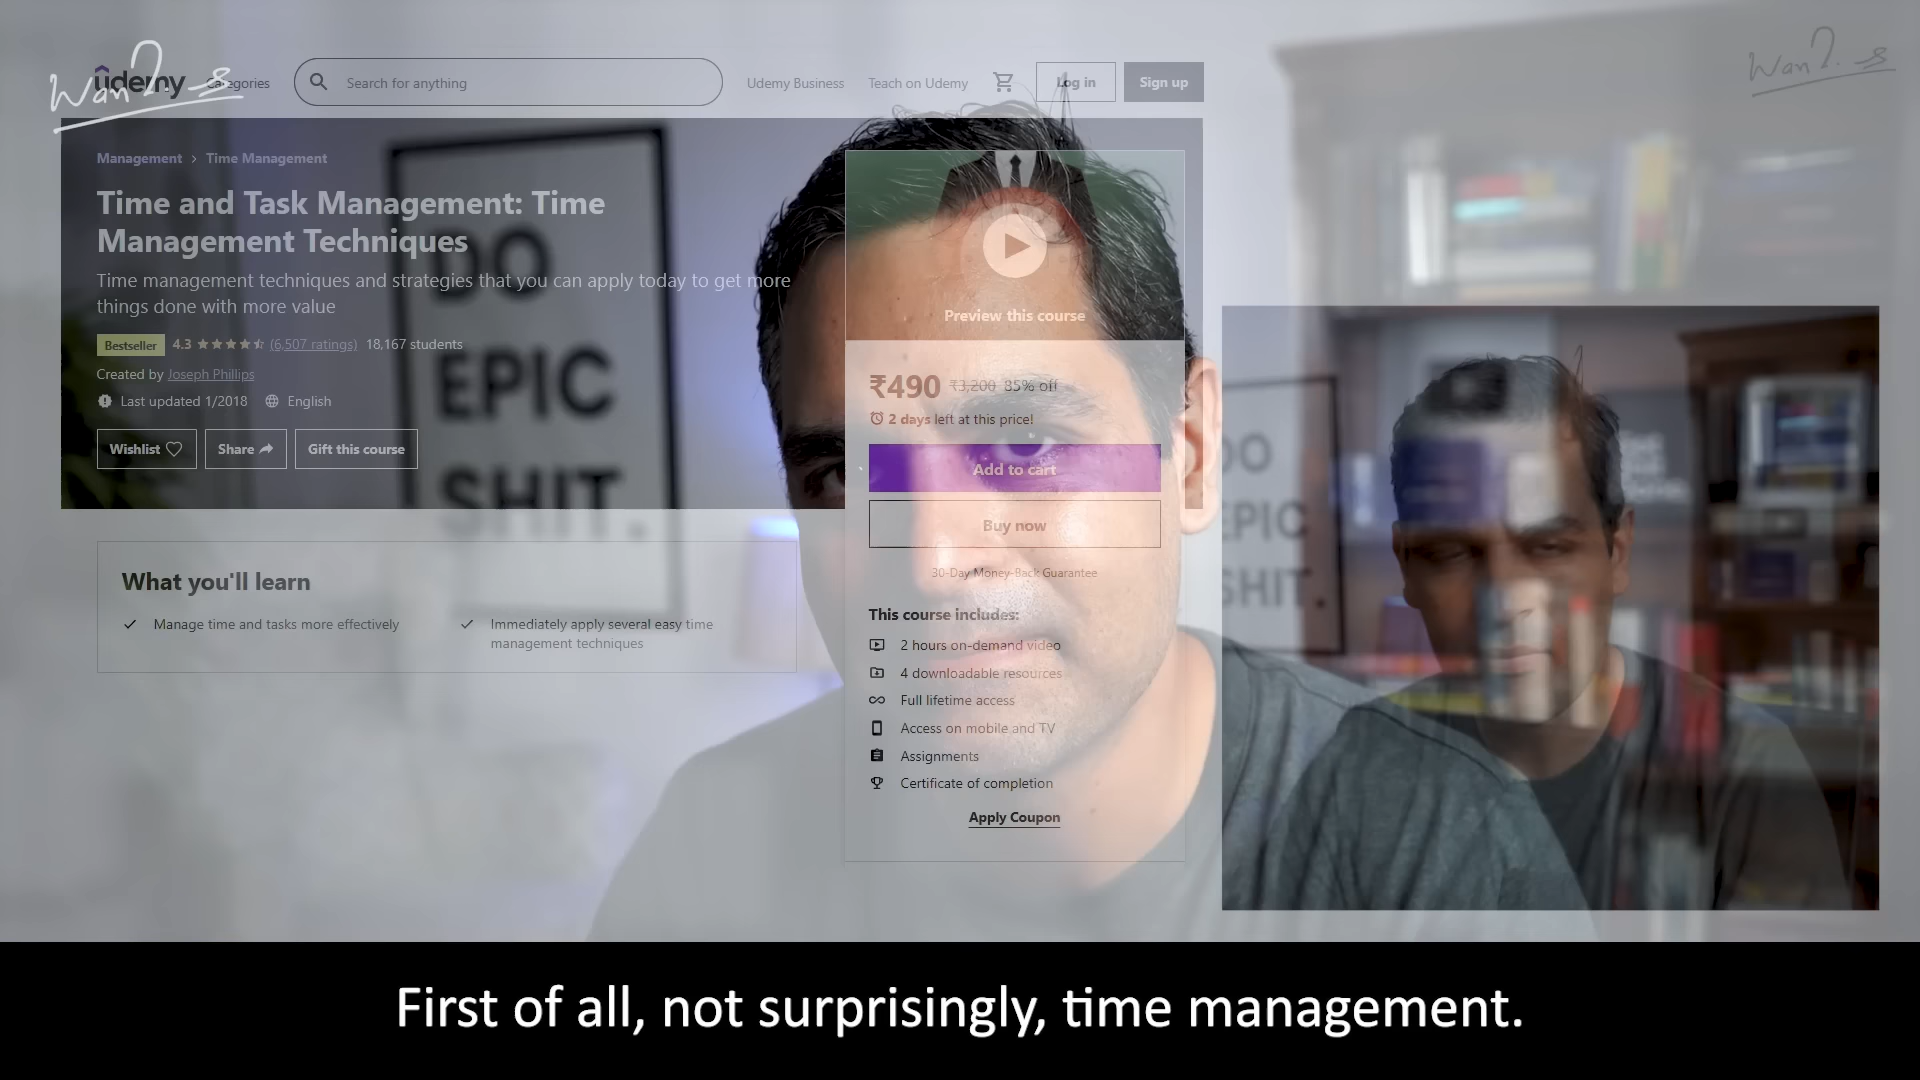 Wan
Wan
udemy
Categories
Search for anything
Udemy Business
Teach on Udemy
Log in
Sign up
Management > Time Management
Time and Task Management: Time
Management Techniques
Time management techniques and strategies that you can apply today to get more
things done with more value
Bestseller 4.3 (6,507 ratings) 18,167 students
Created by Joseph Phillips
Last updated 1/2018 English
Wishlist
Share
Gift this course
DO
EPIC
SHIT.
What you'll learn
Manage time and tasks more effectively
Immediately apply several easy time
management techniques
Preview this course
₹490 ₹3,200 85% off
2 days left at this price!
Add to cart
Buy now
30-Day Money-Back Guarantee
This course includes:
2 hours on-demand video
4 downloadable resources
Full lifetime access
Access on mobile and TV
Assignments
Certificate of completion
Apply Coupon
DO
EPIC
SHIT.
First of all, not surprisingly, time management.